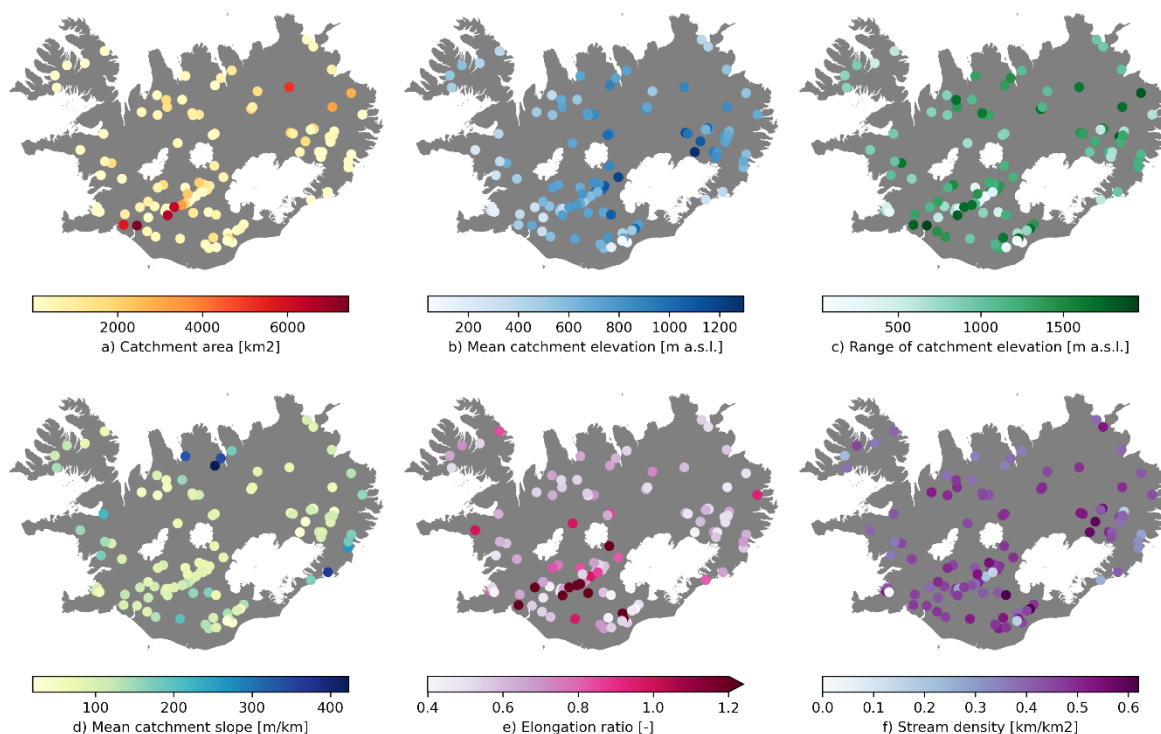 2000 4000 6000
a) Catchment area [km2]
200 400 600 800 1000 1200
b) Mean catchment elevation [m a.s.l.]
500 1000 1500
c) Range of catchment elevation [m a.s.l.]
100 200 300 400
d) Mean catchment slope [m/km]
0.4 0.6 0.8 1.0 1.2
e) Elongation ratio [-]
0.0 0.1 0.2 0.3 0.4 0.5 0.6
f) Stream density [km/km2]